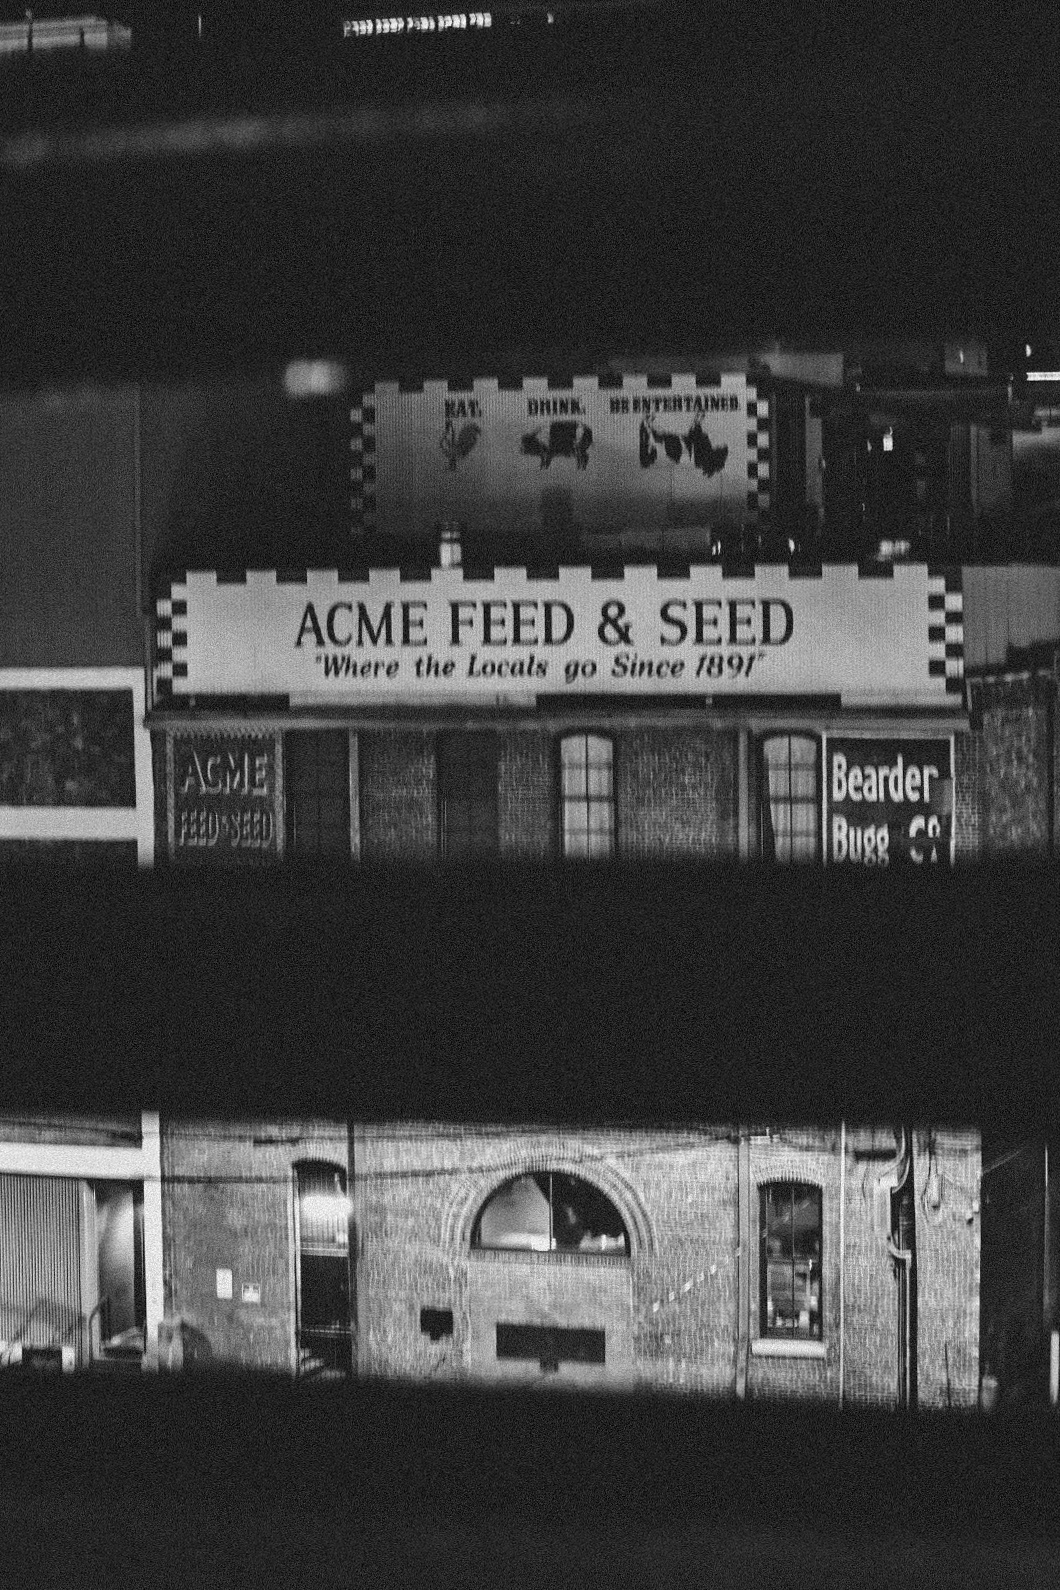 EAT. DRINK. BE ENTERTAINED.
ACME FEED & SEED
"Where the Locals go Since 1891"
ACME
FEED & SEED
Bearder
Bugg Co